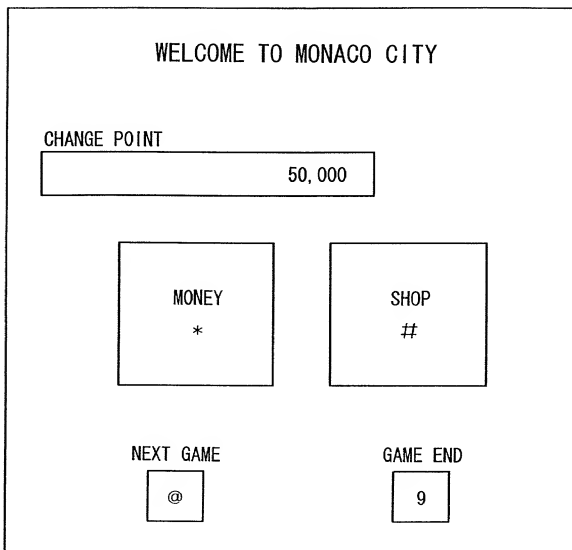 WELCOME TO MONACO CITY
CHANGE POINT
50,000
MONEY SHOP
* #
NEXT GAME GAME END
@ 9